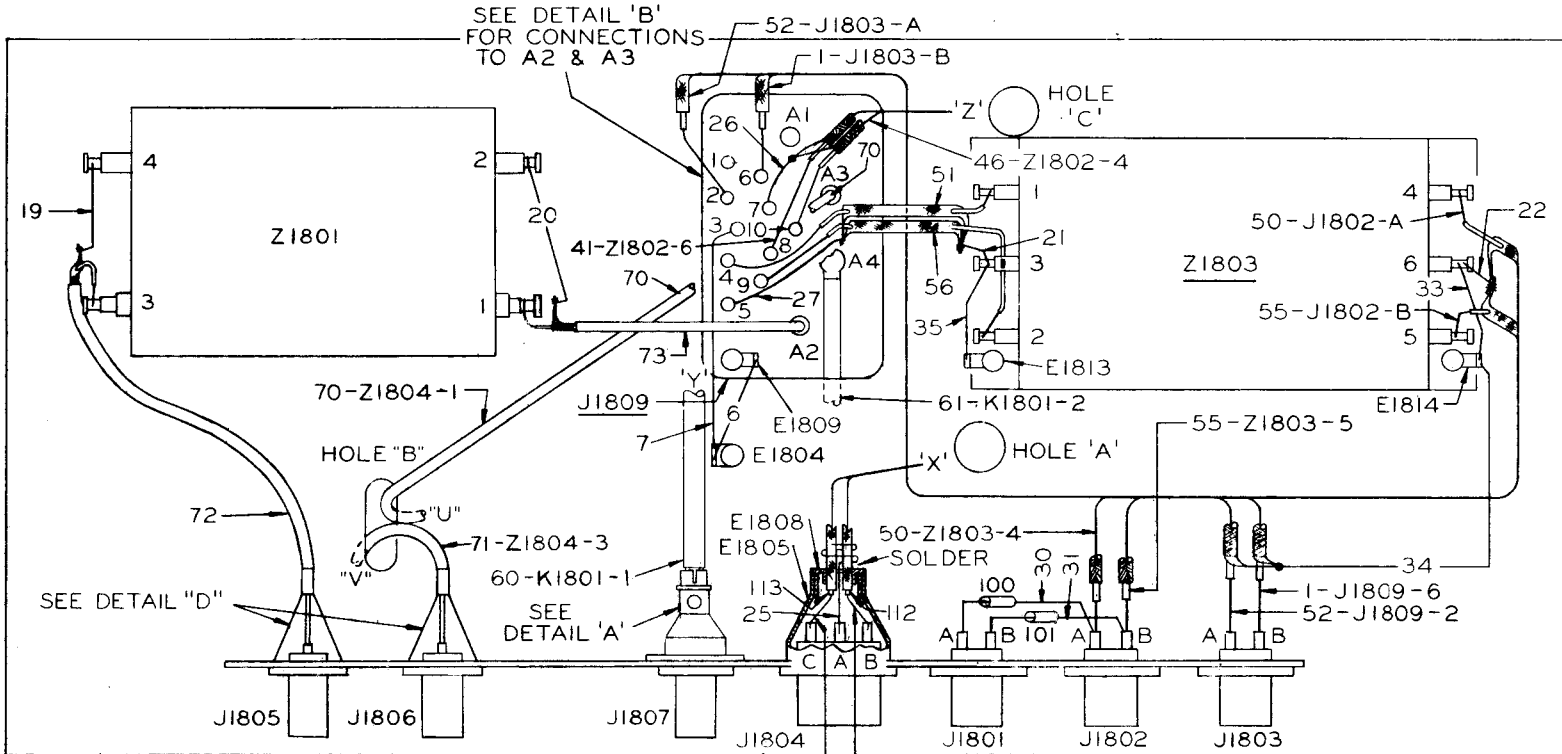 SEE DETAIL 'B'
FOR CONNECTIONS
TO A2 & A3
52-J1803-A
1-J1803-B
HOLE
'C'
'Z'
A1
26
46-Z1802-4
70
4
2
1
6
A3
51
1
4
50-J1802-A
22
19
20
2
7
Z1801
3
10
8
41-Z1802-6
21
70
4
A4
56
3
Z1803
6
9
33
3
1
5
27
35
55-J1802-B
2
5
A2
73
E1813
'Y'
70-Z1804-1
J1809
61-K1801-2
E1814
6
E1809
7
55-Z1803-5
HOLE 'A'
HOLE "B"
E1804
'X'
72
"U"
E1808
50-Z1803-4
71-Z1804-3
E1805
SOLDER
"V"
60-K1801-1
34
30
31
113
100
1-J1809-6
SEE DETAIL "D"
SEE
DETAIL 'A'
25
112
52-J1809-2
101
A
B
A
B
A
B
C
A
B
J1805
J1806
J1807
J1804
J1801
J1802
J1803